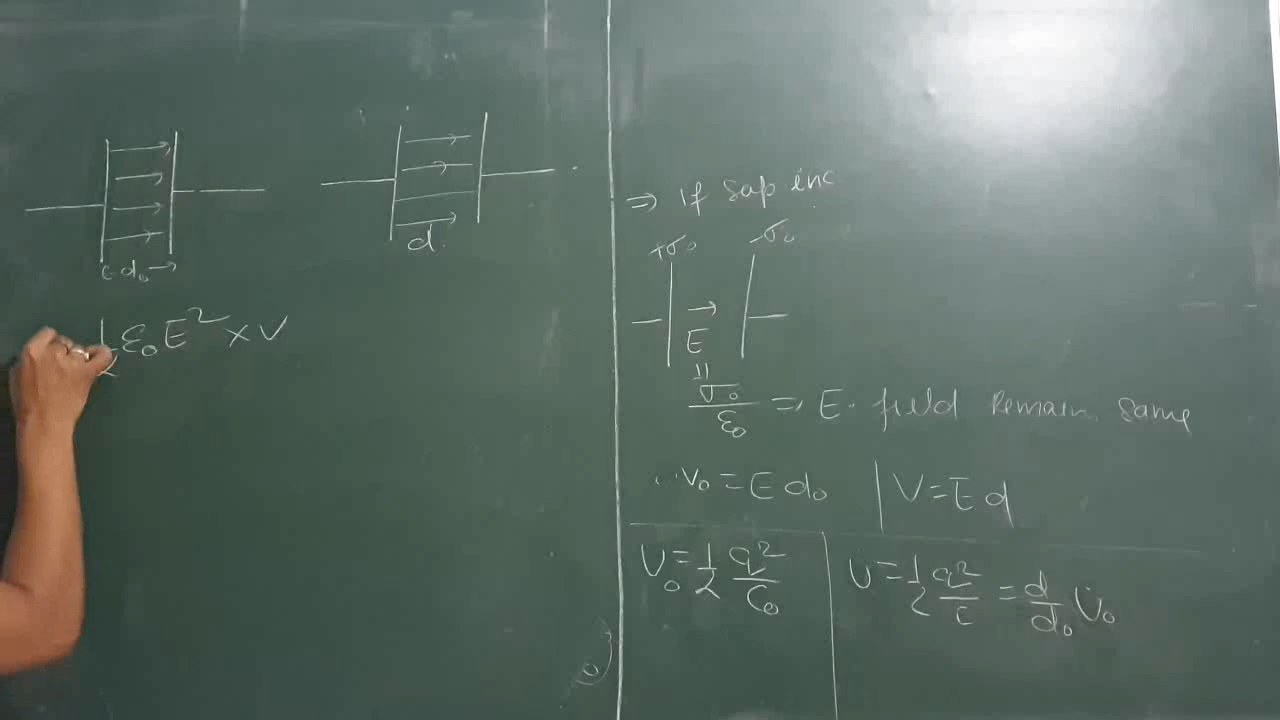 d₀
d
½ε₀E² × V
⇒ If sap inc
+σ₀ -σ₀
E
॥
σ₀/ε₀ ⇒ E. field remain same
V₀ = E d₀ | V = E d
U₀ = ½ q²/C₀ | U = ½ q²/C = d/d₀ U₀